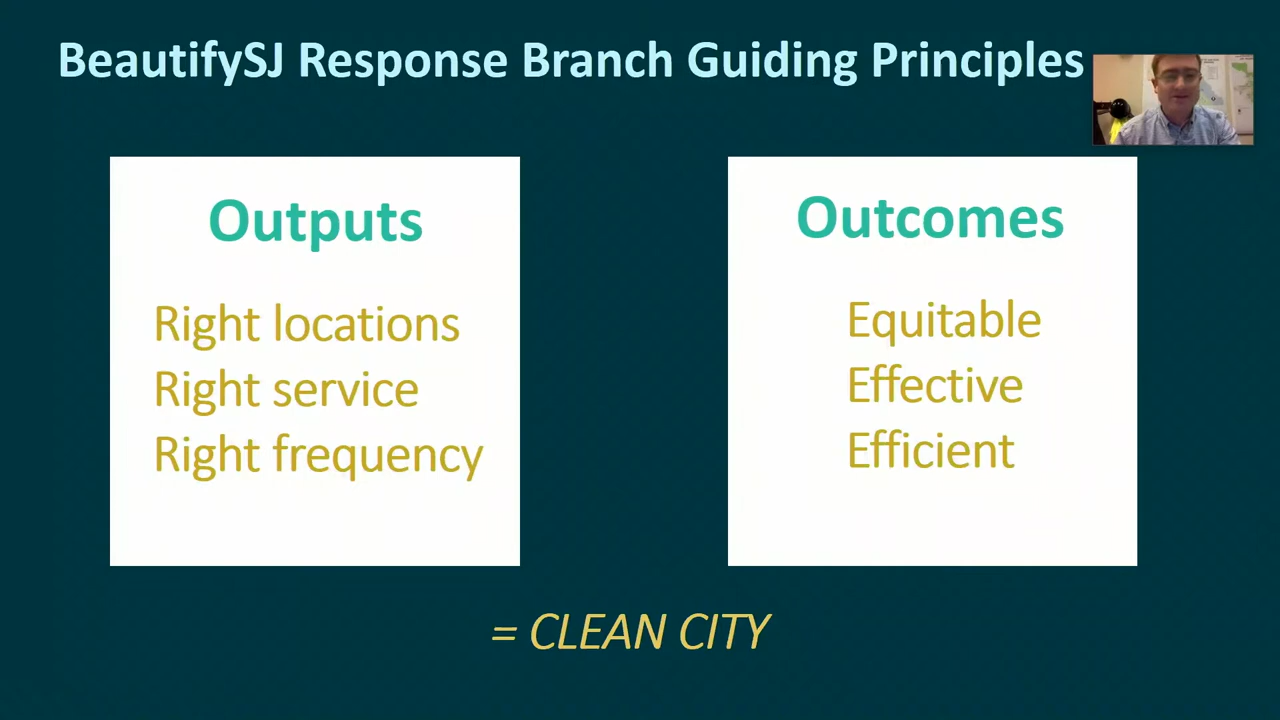 BeautifySJ Response Branch Guiding Principles
Outputs
Right locations
Right service
Right frequency
Outcomes
Equitable
Effective
Efficient
= CLEAN CITY